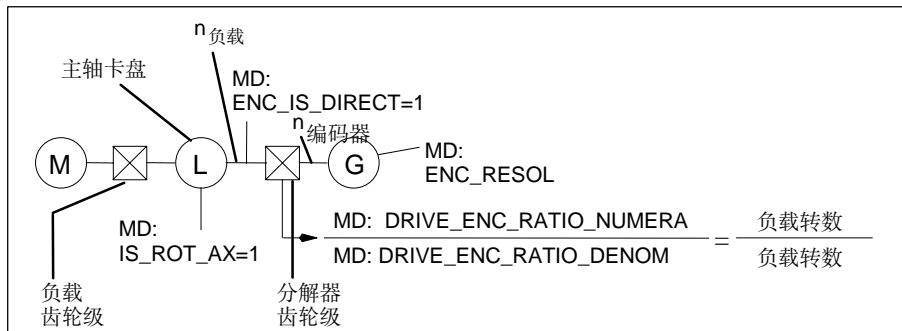 n负载
主轴卡盘
MD:
ENC_IS_DIRECT=1
n编码器
M
L
G
MD:
ENC_RESOL
MD:
IS_ROT_AX=1
MD: DRIVE_ENC_RATIO_NUMERA
MD: DRIVE_ENC_RATIO_DENOM
=
负载转数
负载转数
负载
齿轮级
分解器
齿轮级